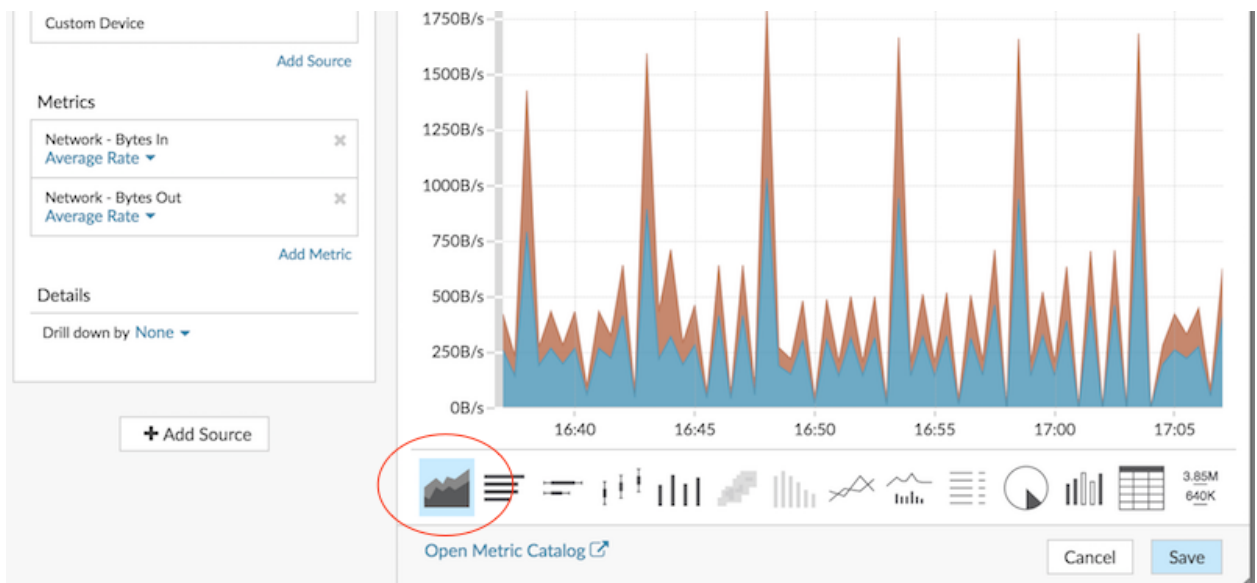 Custom Device
Add Source
Metrics
Network - Bytes In
Average Rate
Network - Bytes Out
Average Rate
Add Metric
Details
Drill down by None
Add Source
1750B/s
1500B/s
1250B/s
1000B/s
750B/s
500B/s
250B/s
0B/s
16:40 16:45 16:50 16:55 17:00 17:05
3.85M
640K
Open Metric Catalog
Cancel Save